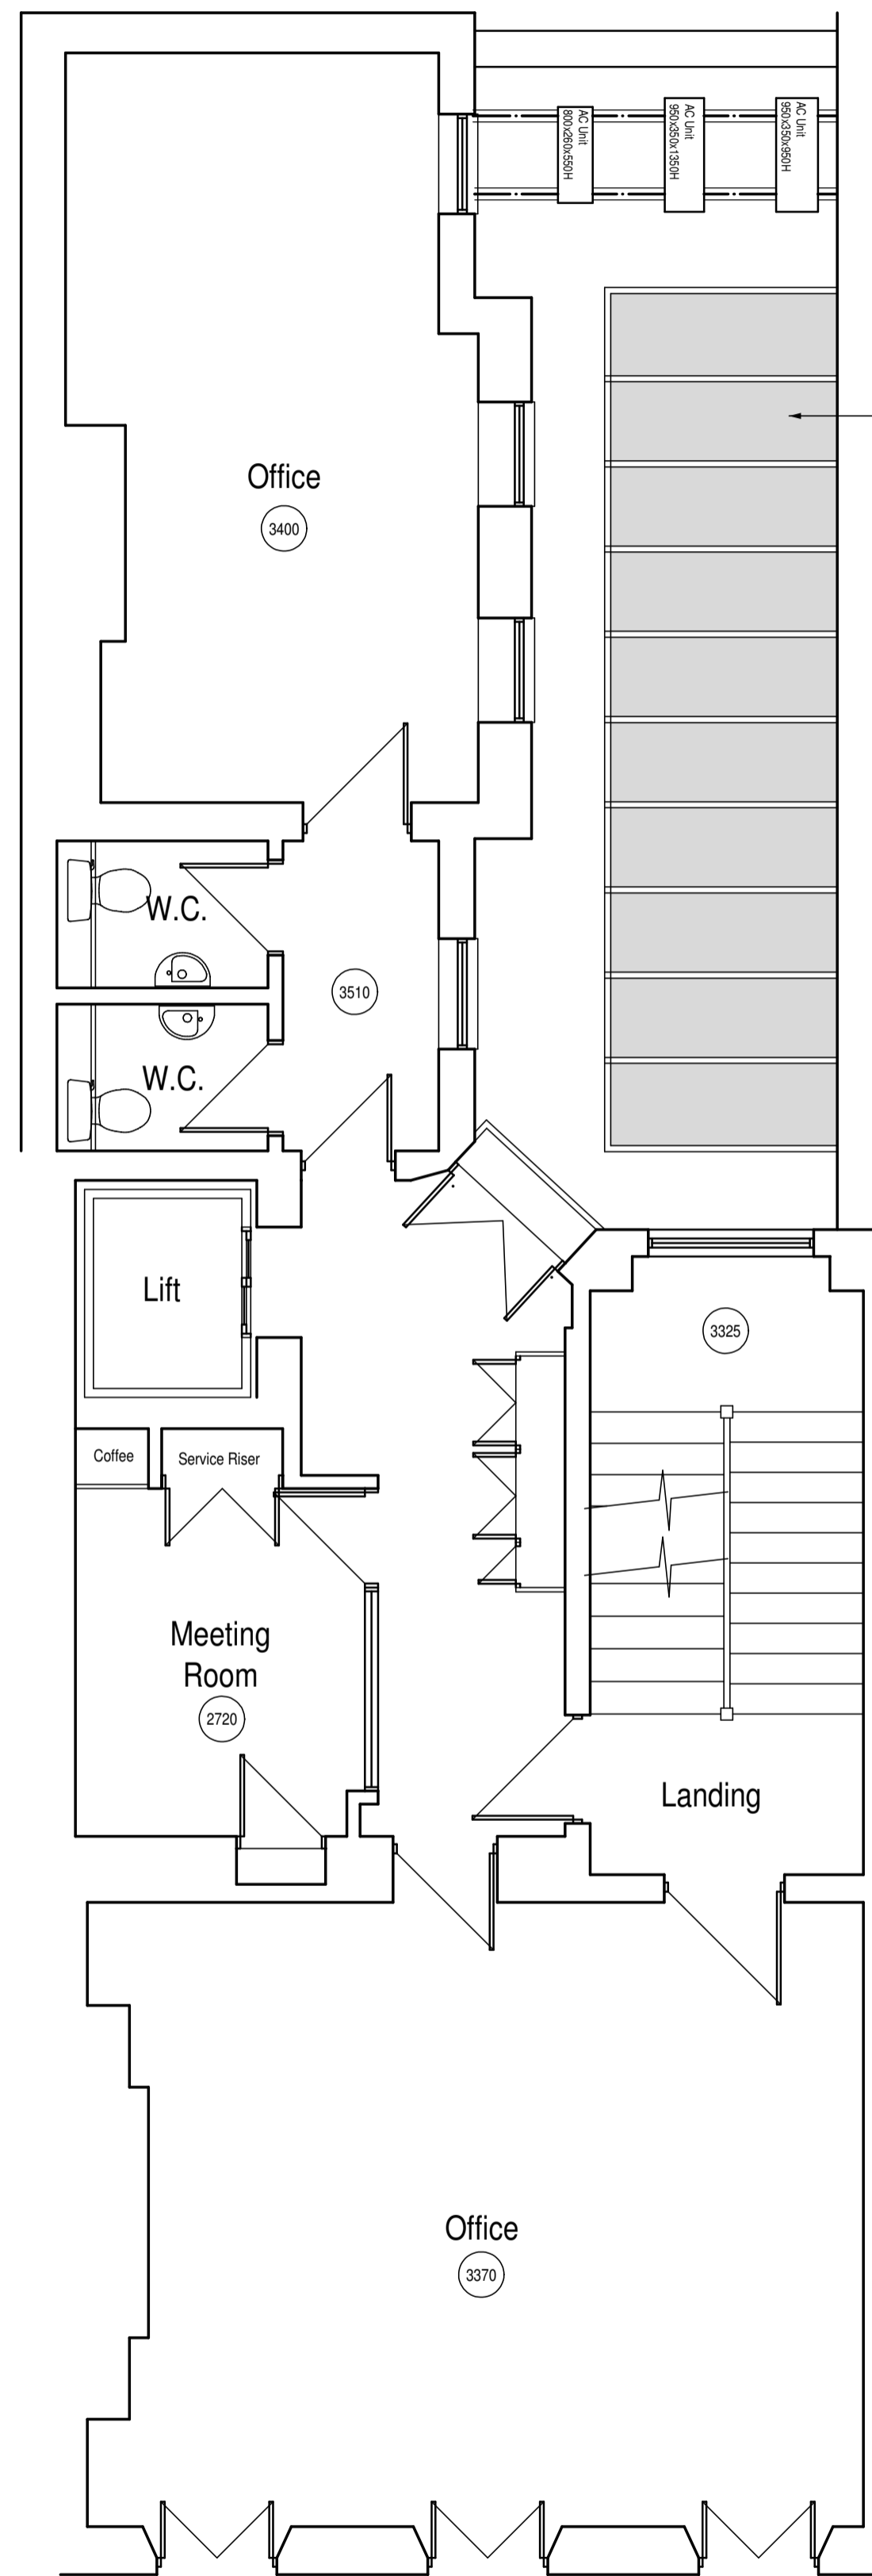 AC Unit
800x260x550H
AC Unit
950x350x1350H
AC Unit
950x350x950H
Office
3400
W.C.
3510
W.C.
Lift
3325
Coffee
Service Riser
Meeting
Room
2720
Landing
Office
3370